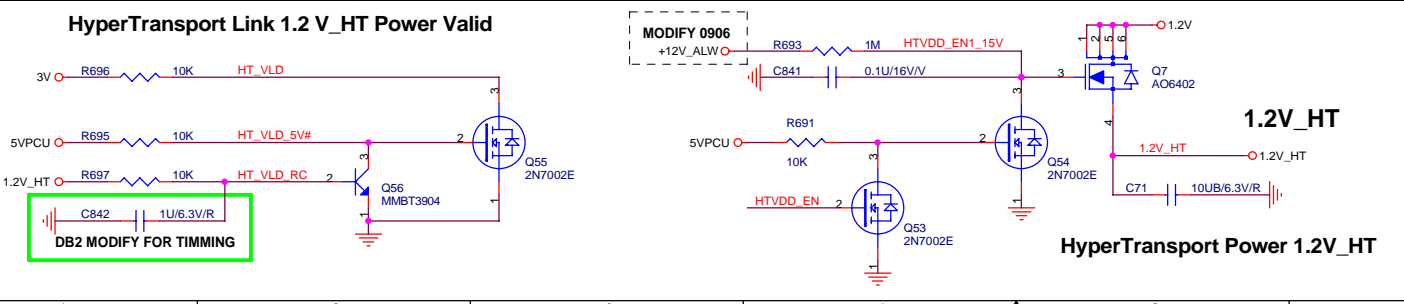 HyperTransport Link 1.2 V_HT Power Valid
3V
R696
10K
HT_VLD
3
5VPCU
R695
10K
HT_VLD_5V#
2
Q55
2N7002E
1
1.2V_HT
R697
10K
HT_VLD_RC
2
3
Q56
MMBT3904
1
C842
1U/6.3V/R
DB2 MODIFY FOR TIMMING
MODIFY 0906
+12V_ALW
R693
1M
HTVDD_EN1_15V
C841
0.1U/16V/V
3
1
2
5
6
1.2V
Q7
AO6402
4
5VPCU
R691
10K
3
2
Q54
2N7002E
1
HTVDD_EN
3
2
Q53
2N7002E
1
1.2V_HT
1.2V_HT
1.2V_HT
C71
10UB/6.3V/R
HyperTransport Power 1.2V_HT